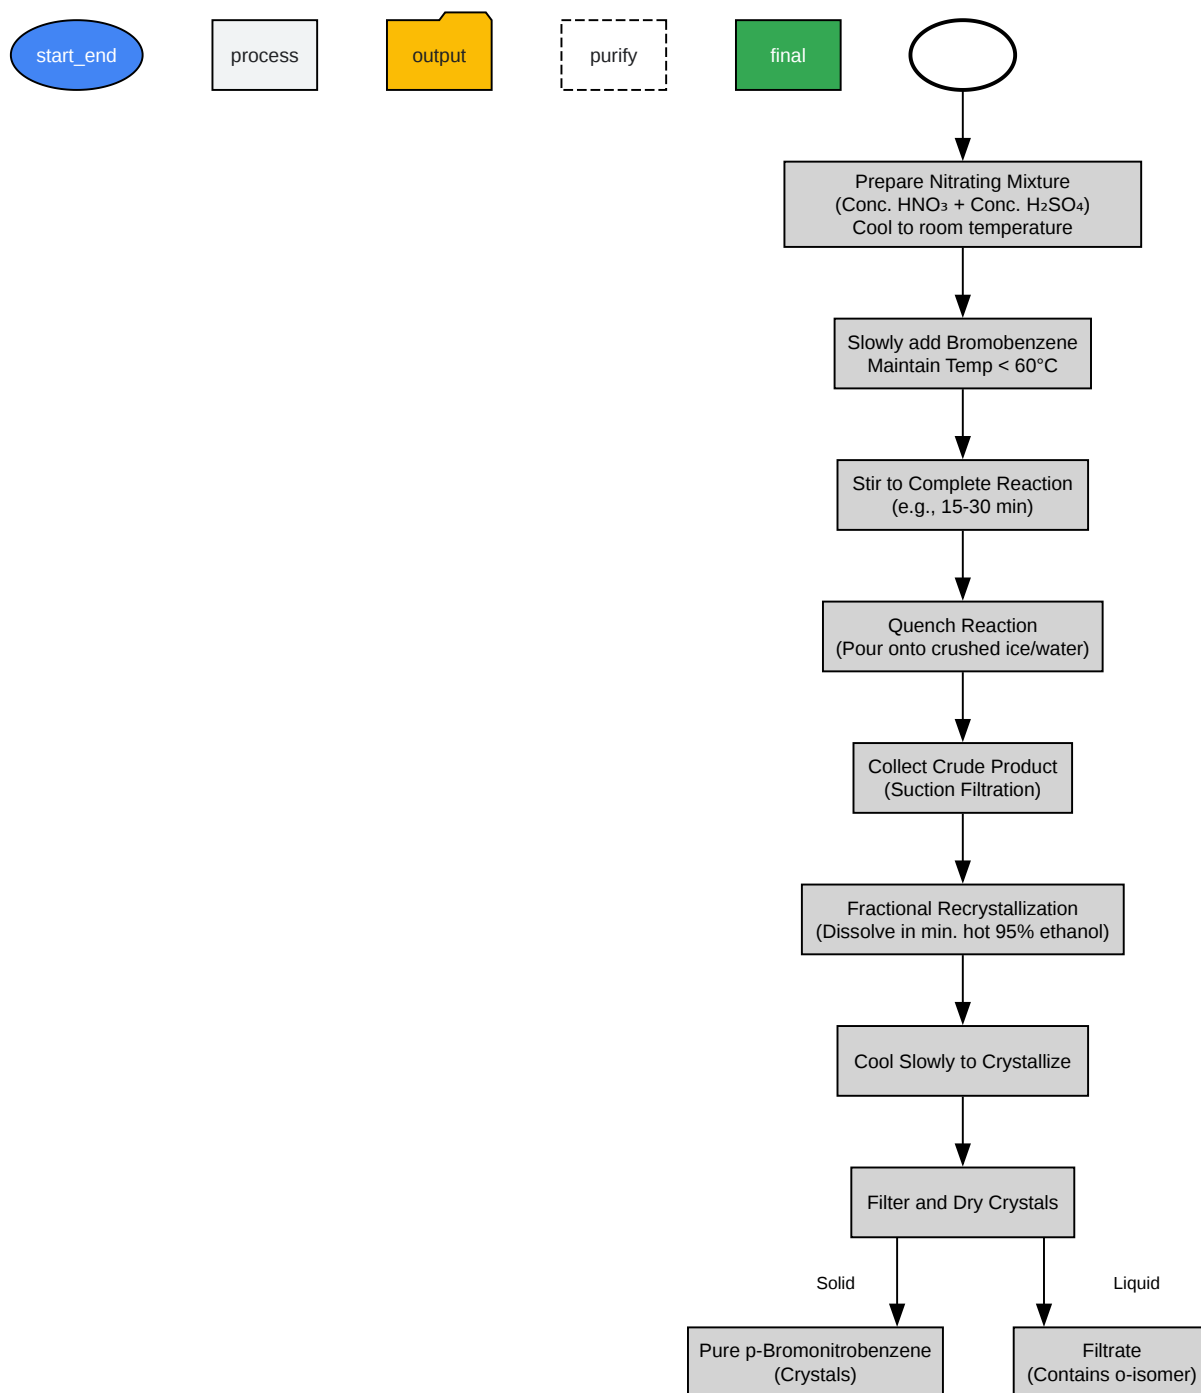 start_end
process
output
purify
final
Prepare Nitrating Mixture
(Conc. HNO₃ + Conc. H₂SO₄)
Cool to room temperature
Slowly add Bromobenzene
Maintain Temp < 60°C
Stir to Complete Reaction
(e.g., 15-30 min)
Quench Reaction
(Pour onto crushed ice/water)
Collect Crude Product
(Suction Filtration)
Fractional Recrystallization
(Dissolve in min. hot 95% ethanol)
Cool Slowly to Crystallize
Filter and Dry Crystals
Solid
Liquid
Pure p-Bromonitrobenzene
(Crystals)
Filtrate
(Contains o-isomer)